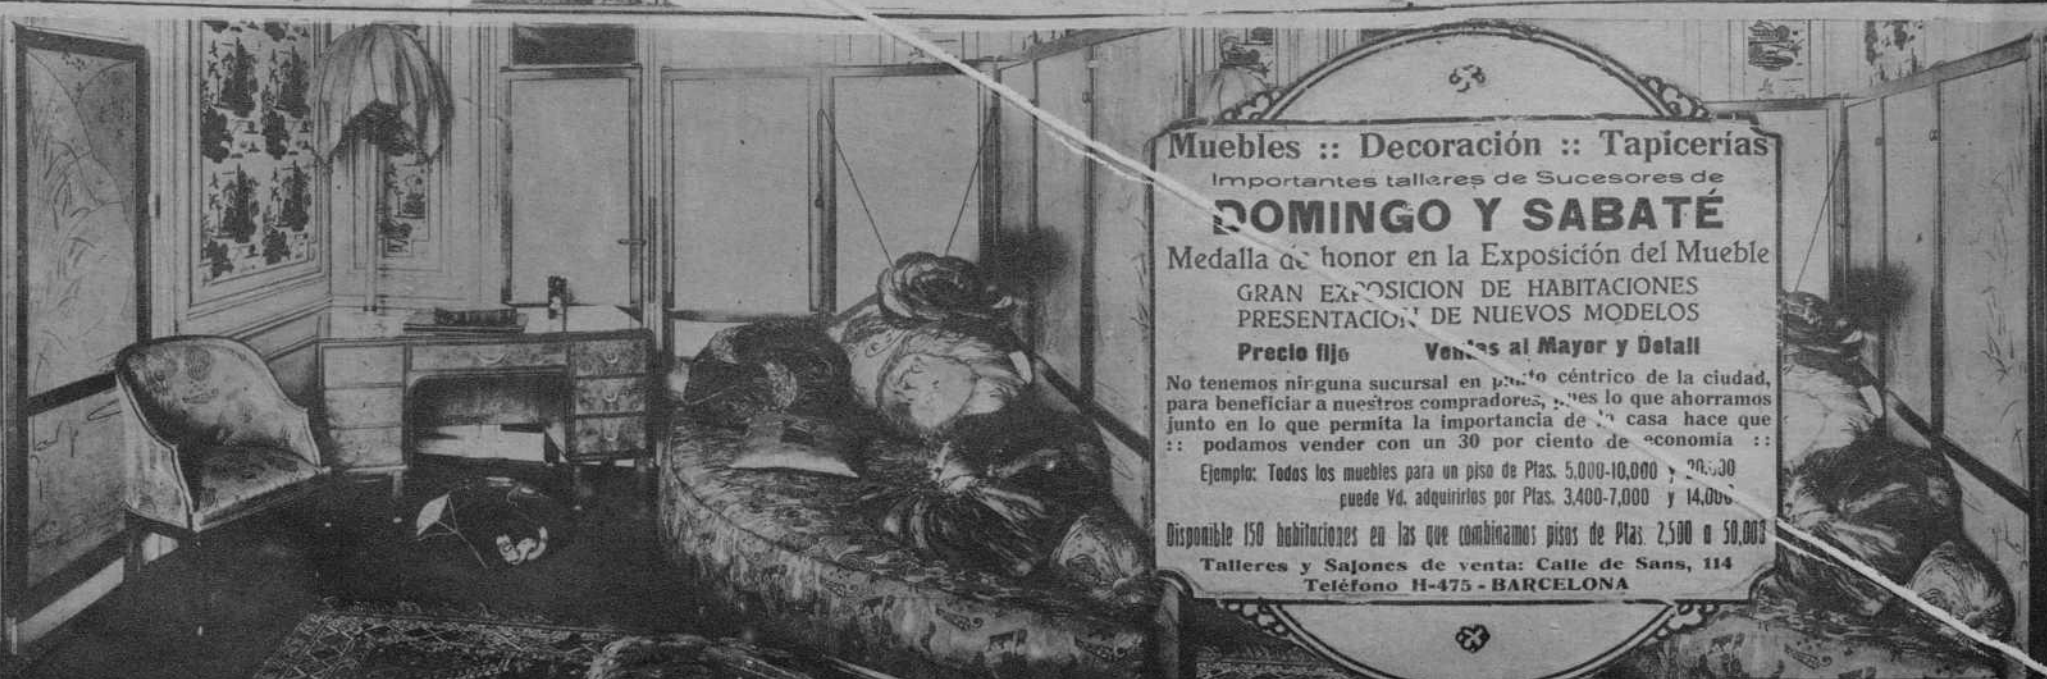 Muebles :: Decoración :: Tapicerías
Importantes talleres de Sucesores de
DOMINGO Y SABATÉ
Medalla de honor en la Exposición del Mueble
GRAN EXPOSICION DE HABITACIONES
PRESENTACION DE NUEVOS MODELOS
Precio fijo Ventas al Mayor y Detall
No tenemos ninguna sucursal en punto céntrico de la ciudad,
para beneficiar a nuestros compradores, pues lo que ahorramos
junto en lo que permita la importancia de la casa hace que
:: podamos vender con un 30 por ciento de economía ::
Ejemplo: Todos los muebles para un piso de Ptas. 5.000-10,000 y
puede Vd. adquirirlos por Ptas. 3,400-7,000 y 14,000
Disponible 150 habitaciones en las que combinamos pisos de Ptas. 2,500 a 50,000
Talleres y Salones de venta: Calle de Sans, 114
Teléfono H-475 - BARCELONA